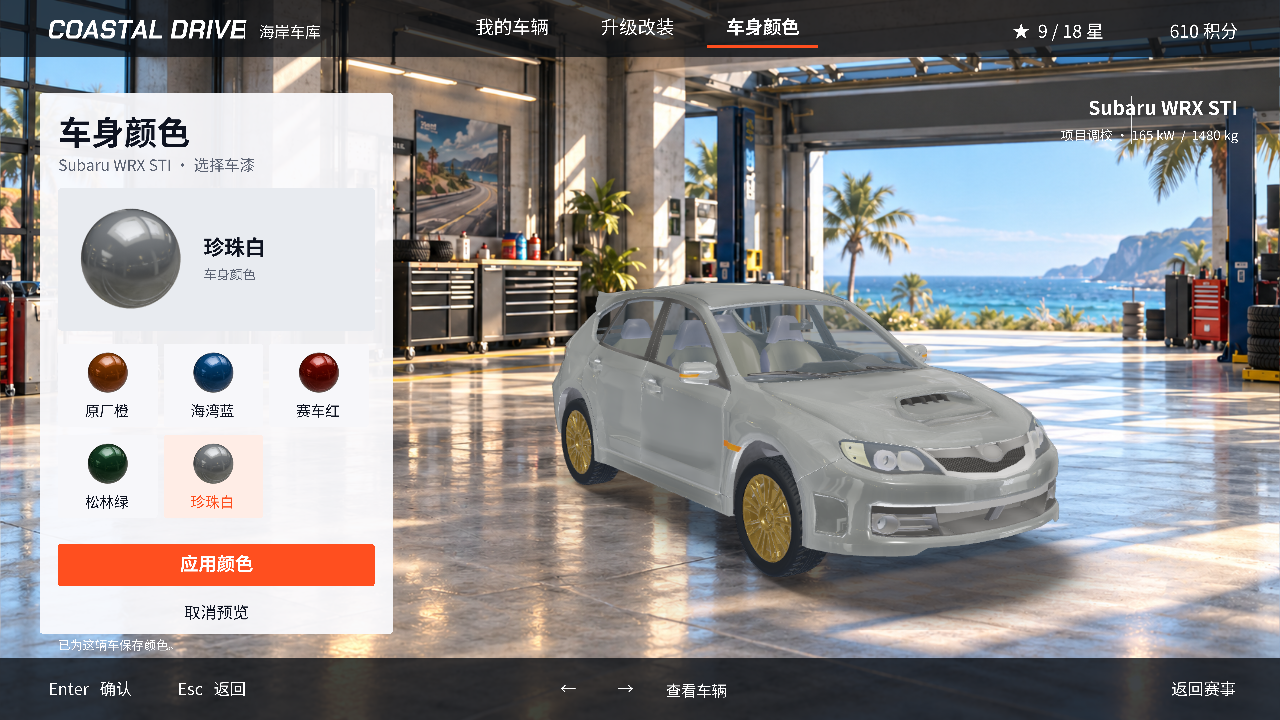 COASTAL DRIVE 海岸车库
我的车辆
升级改装
车身颜色
★ 9 / 18 星
610 积分
Subaru WRX STI
项目调校 · 165 kW / 1480 kg
车身颜色
Subaru WRX STI · 选择车漆
珍珠白
车身颜色
原厂橙
海湾蓝
赛车红
松林绿
珍珠白
应用颜色
取消预览
已为这辆车保存颜色。
Enter 确认
Esc 返回
← → 查看车辆
返回赛事